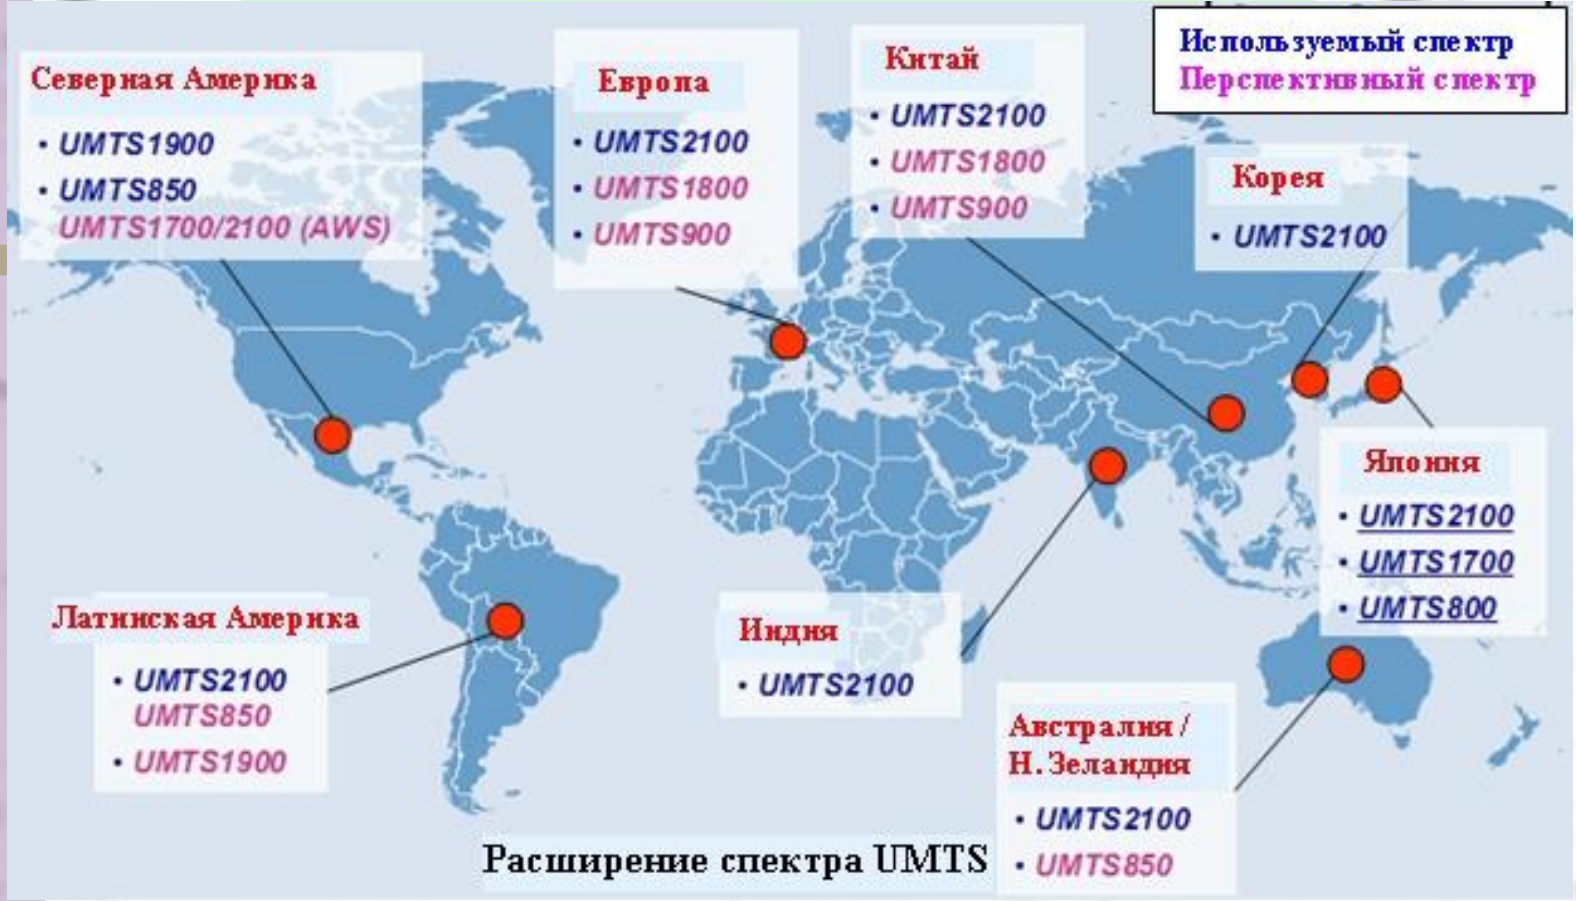 Используемый спектр
Перспективный спектр
Северная Америка
• UMTS1900
• UMTS850
UMTS1700/2100 (AWS)
Европа
• UMTS2100
• UMTS1800
• UMTS900
Китай
• UMTS2100
• UMTS1800
• UMTS900
Корея
• UMTS2100
Япония
• UMTS2100
• UMTS1700
• UMTS800
Латинская Америка
• UMTS2100
UMTS850
• UMTS1900
Индия
• UMTS2100
Австралия /
Н. Зеландия
• UMTS2100
• UMTS850
Расширение спектра UMTS